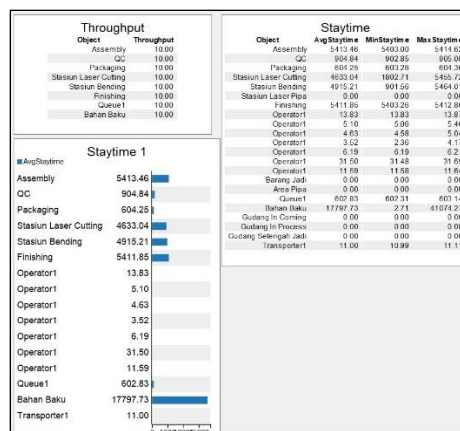 Throughput
Object Throughput
Assembly 10.00
QC 10.00
Packaging 10.00
Stasiun Laser Cutting 10.00
Stasiun Bending 10.00
Finishing 10.00
Queue1 10.00
Bahan Baku 10.00
Staytime
Object AvgStaytime MinStaytime MaxStaytime
Assembly 5413.46 5403.00 5414.62
QC 904.84 902.85 905.06
Packaging 604.25 603.26 604.36
Stasiun Laser Cutting 4633.04 1802.71 5455.72
Stasiun Bending 4915.21 901.56 5464.01
Stasiun Laser Pipa 0.00 0.00 0.00
Finishing 5411.85 5403.26 5412.80
Operator1 13.83 13.83 13.87
Operator1 5.10 5.06 5.46
Operator1 4.63 4.58 5.04
Operator1 3.52 2.36 4.17
Operator1 6.19 6.19 6.21
Operator1 31.50 31.48 31.69
Operator1 11.59 11.58 11.64
Barang Jadi 0.00 0.00 0.00
Area Pipa 0.00 0.00 0.00
Queue1 602.83 602.31 603.14
Bahan Baku 17797.73 2.71
Gudang In Coming 0.00 0.00 0.00
Gudang In Process 0.00 0.00 0.00
Gudang Setengah Jadi 0.00 0.00 0.00
Transporter1 11.00 10.99 11.11
Staytime 1
AvgStaytime
Assembly 5413.46
QC 904.84
Packaging 604.25
Stasiun Laser Cutting 4633.04
Stasiun Bending 4915.21
Finishing 5411.85
Operator1 13.83
Operator1 5.10
Operator1 4.63
Operator1 3.52
Operator1 6.19
Operator1 31.50
Operator1 11.59
Queue1 602.83
Bahan Baku 17797.73
Transporter1 11.00